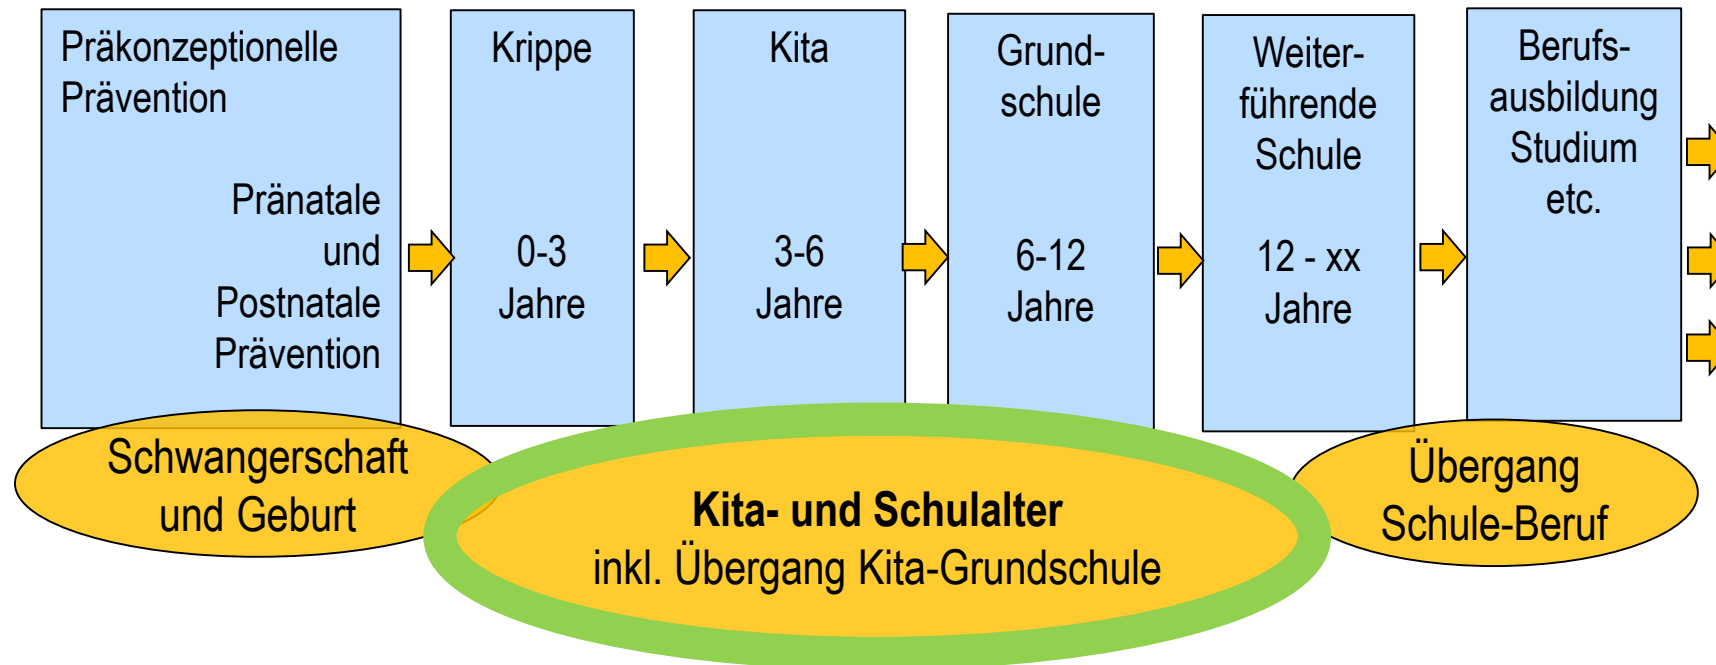 Präkonzeptionelle
Prävention
Pränatale
und
Postnatale
Prävention
Krippe
0-3
Jahre
Kita
3-6
Jahre
Grund-
schule
6-12
Jahre
Weiter-
führende
Schule
12 - xx
Jahre
Berufs-
ausbildung
Studium
etc.
Schwangerschaft
und Geburt
Kita- und Schulalter
inkl. Übergang Kita-Grundschule
Übergang
Schule-Beruf